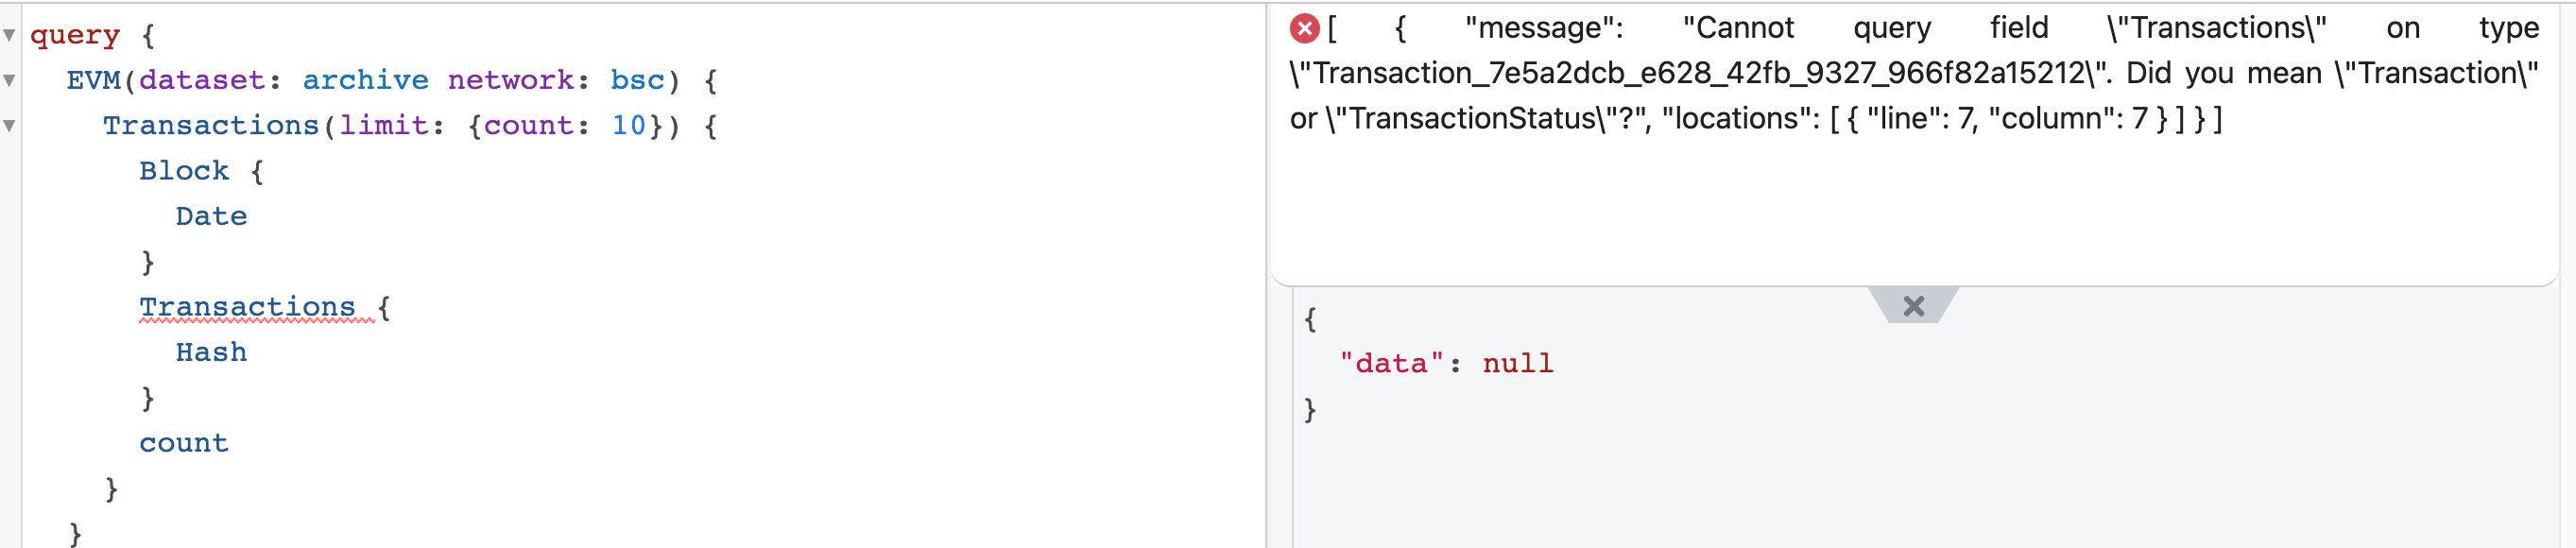 query {
  EVM(dataset: archive network: bsc) {
    Transactions(limit: {count: 10}) {
      Block {
        Date
      }
      Transactions {
        Hash
      }
      count
    }
  }
[ { "message": "Cannot query field \"Transactions\" on type
\"Transaction_7e5a2dcb_e628_42fb_9327_966f82a15212\". Did you mean \"Transaction\"
or \"TransactionStatus\"?", "locations": [ { "line": 7, "column": 7 } ] } ]
{
  "data": null
}